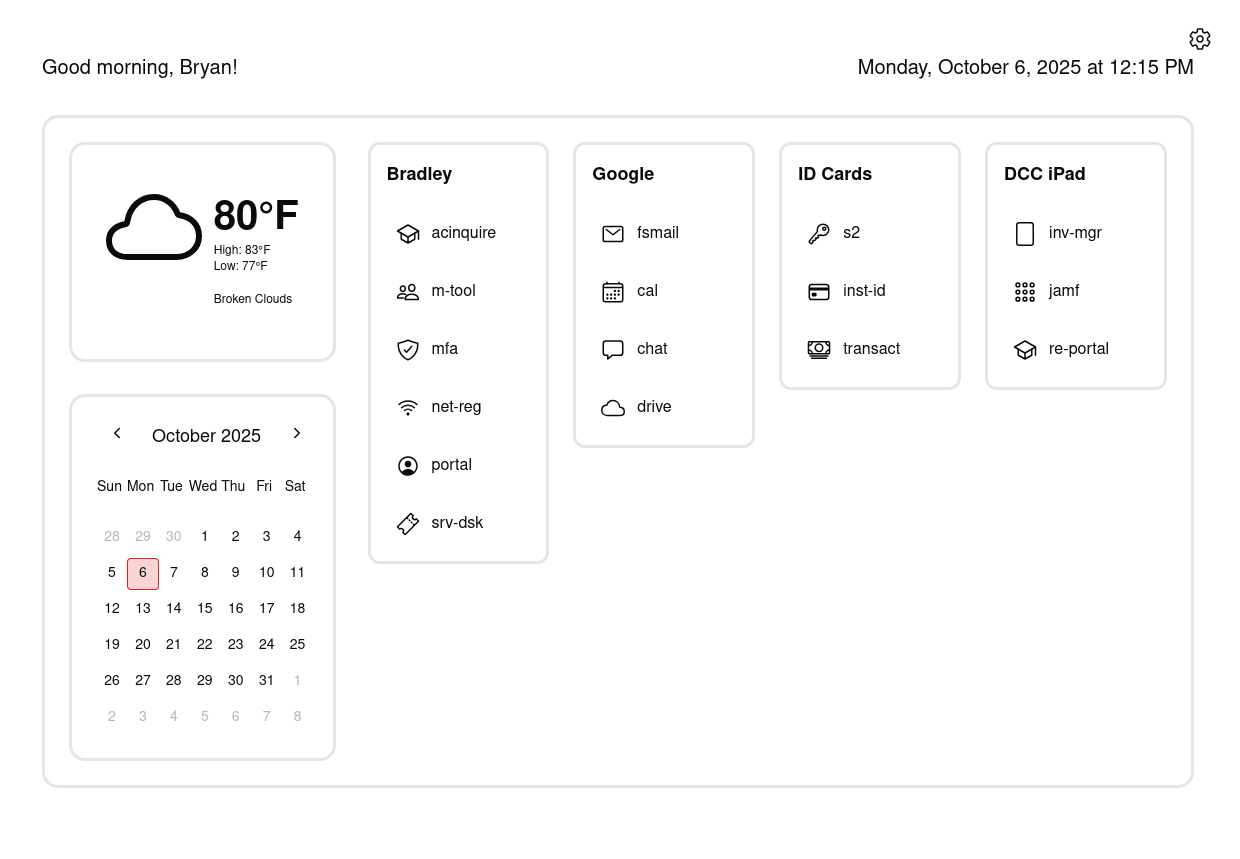 Good morning, Bryan!
Monday, October 6, 2025 at 12:15 PM
80°F
High: 83°F
Low: 77°F
Broken Clouds
October 2025
Sun Mon Tue Wed Thu Fri Sat
28 29 30 1 2 3 4
5 6 7 8 9 10 11
12 13 14 15 16 17 18
19 20 21 22 23 24 25
26 27 28 29 30 31 1
2 3 4 5 6 7 8
Bradley
acinquire
m-tool
mfa
net-reg
portal
srv-dsk
Google
fsmail
cal
chat
drive
ID Cards
s2
inst-id
transact
DCC iPad
inv-mgr
jamf
re-portal